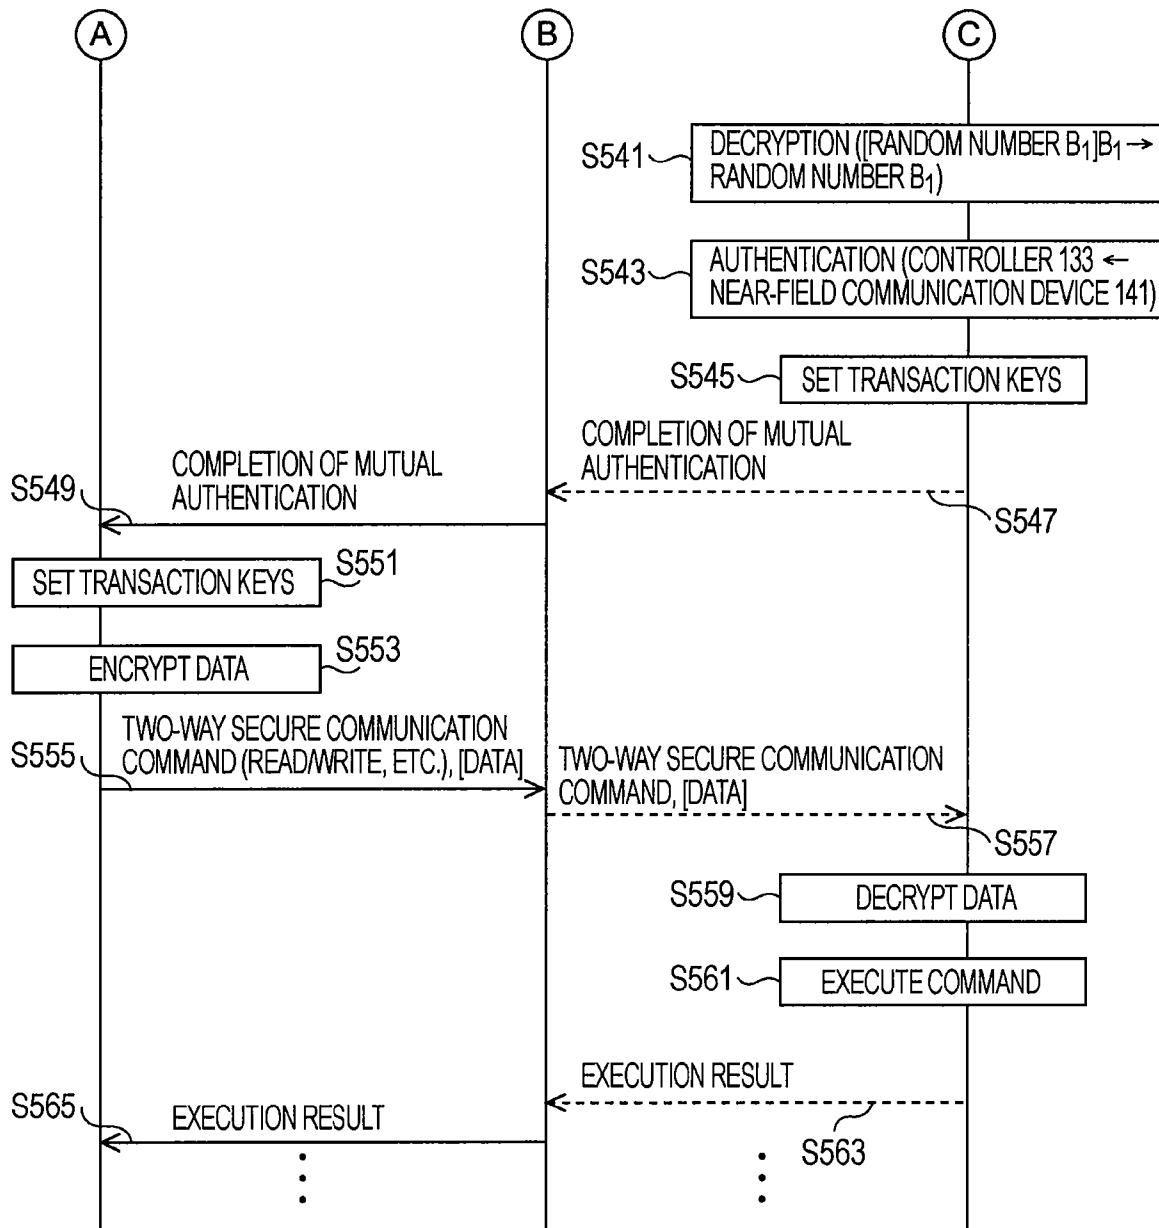 A
B
C
S541
DECRYPTION ([RANDOM NUMBER B₁]B₁ →
RANDOM NUMBER B₁)
S543
AUTHENTICATION (CONTROLLER 133 ←
NEAR-FIELD COMMUNICATION DEVICE 141)
S545
SET TRANSACTION KEYS
COMPLETION OF MUTUAL
AUTHENTICATION
S547
COMPLETION OF MUTUAL
AUTHENTICATION
S549
SET TRANSACTION KEYS
S551
ENCRYPT DATA
S553
TWO-WAY SECURE COMMUNICATION
COMMAND (READ/WRITE, ETC.), [DATA]
S555
TWO-WAY SECURE COMMUNICATION
COMMAND, [DATA]
S557
S559
DECRYPT DATA
S561
EXECUTE COMMAND
EXECUTION RESULT
S563
S565
EXECUTION RESULT